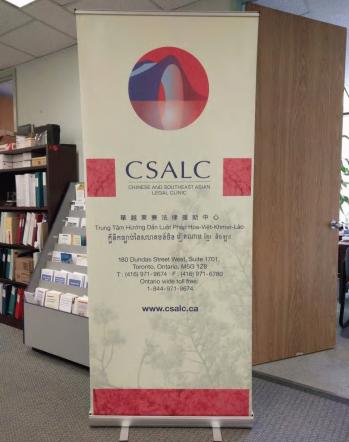 CSALC
CHINESE AND SOUTHEAST ASIAN
LEGAL CLINIC
華越柬寮法律援助中心
Trung Tâm Hướng Dẫn Luật Pháp Hoa-Việt-Khmer-Lào
180 Dundas Street West, Suite 1701,
Toronto, Ontario, M5G 1Z8
T: (416) 971-9674 F: (416) 971-6780
Ontario wide toll free:
1-844-971-9674
www.csalc.ca